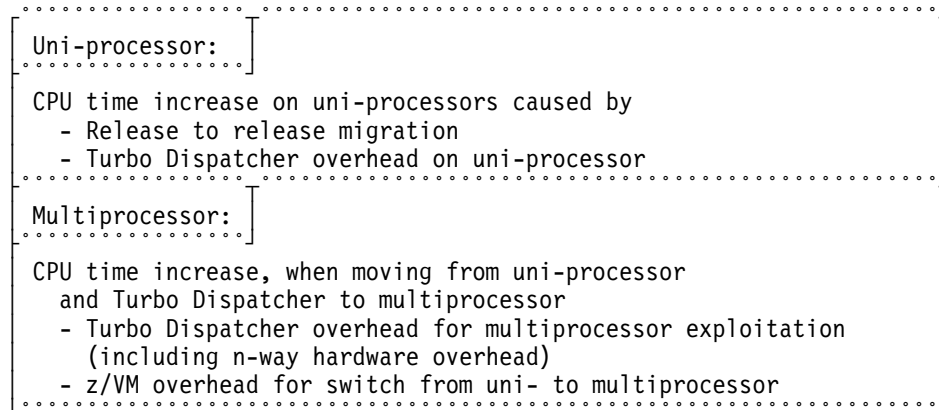 Uni-processor:
CPU time increase on uni-processors caused by
- Release to release migration
- Turbo Dispatcher overhead on uni-processor
Multiprocessor:
CPU time increase, when moving from uni-processor
and Turbo Dispatcher to multiprocessor
- Turbo Dispatcher overhead for multiprocessor exploitation
(including n-way hardware overhead)
- z/VM overhead for switch from uni- to multiprocessor